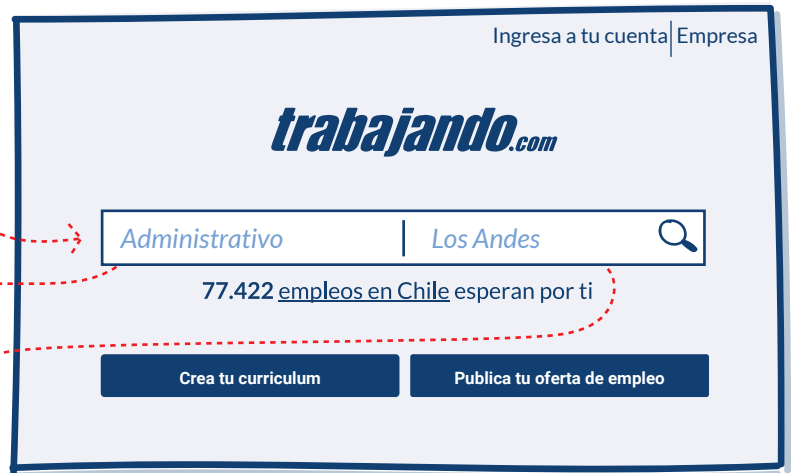 Ingresa a tu cuenta Empresa
trabajando.com
Administrativo Los Andes
77.422 empleos en Chile esperan por ti
Crea tu curriculum Publica tu oferta de empleo